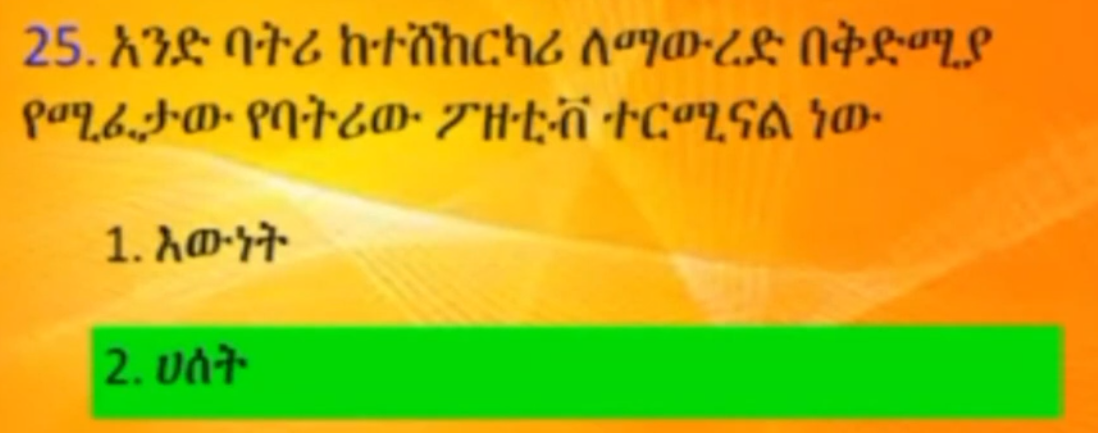 25. አንድ ባትሪ ከተሽከርካሪ ለማውረድ በቅድሚያ
የሚፈታው የባትሪው ፖዘቲቭ ተርሚናል ነው
1. እውነት
2. ሀሰት